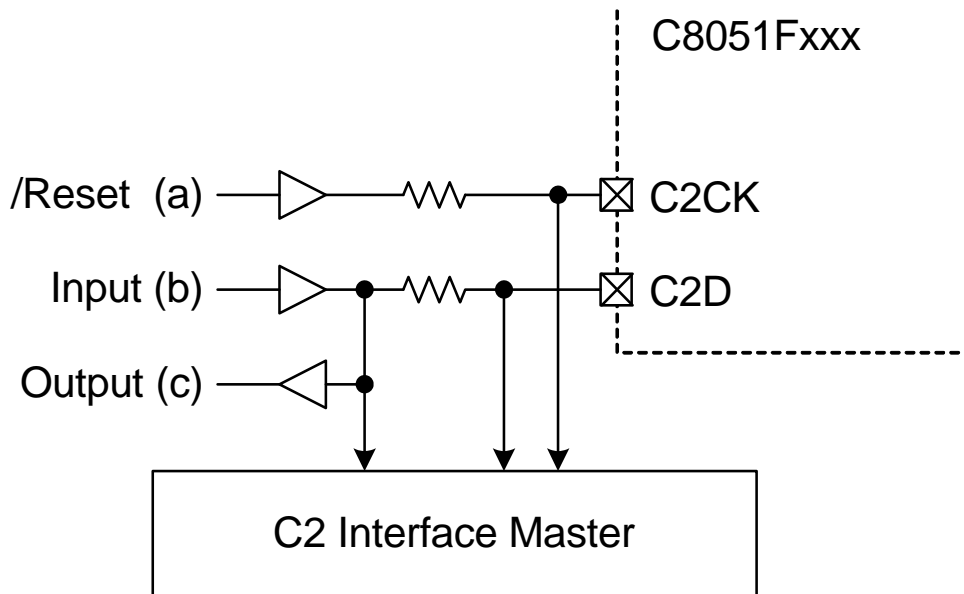 C8051Fxxx
/Reset (a)
C2CK
Input (b)
C2D
Output (c)
C2 Interface Master